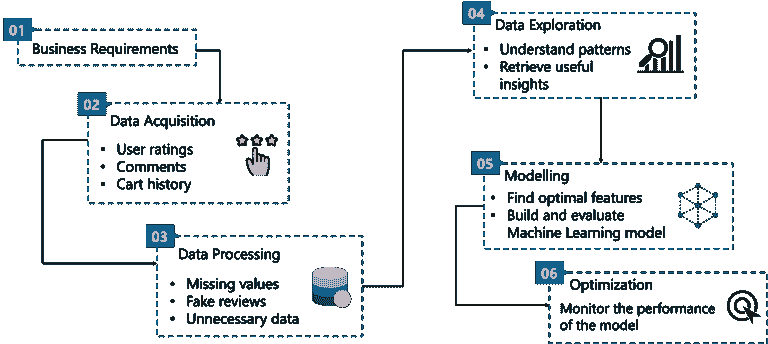 01
Business Requirements
02
Data Acquisition
• User ratings
• Comments
• Cart history
03
Data Processing
• Missing values
• Fake reviews
• Unnecessary data
04
Data Exploration
• Understand patterns
• Retrieve useful
insights
05
Modelling
• Find optimal features
• Build and evaluate
Machine Learning model
06
Optimization
Monitor the performance
of the model